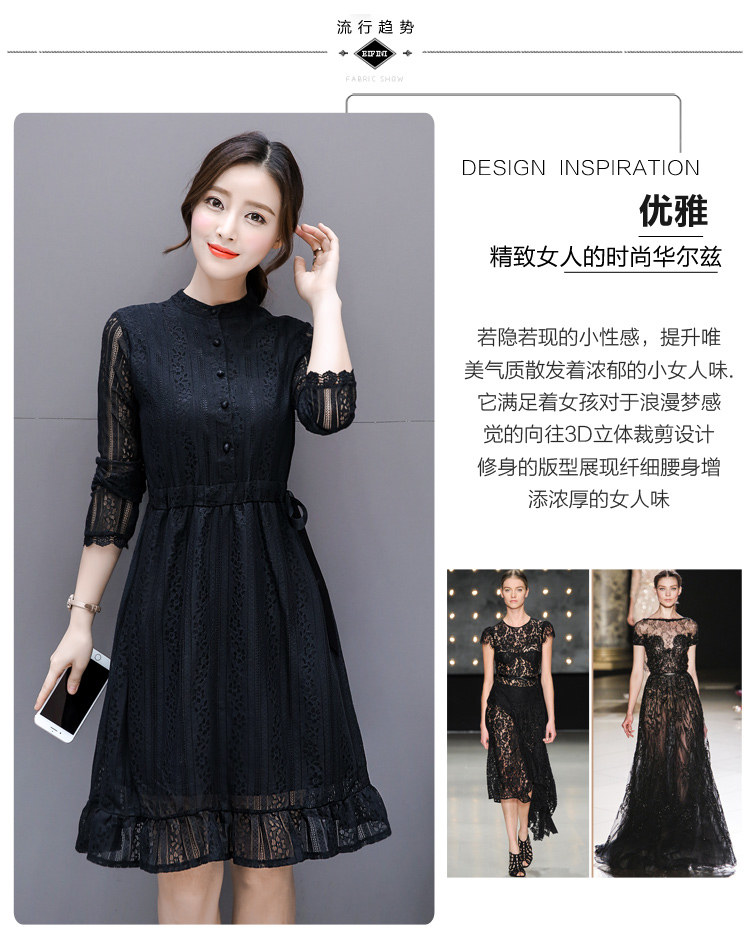 流行趋势
EIFINI
FABRIC SHOW
DESIGN INSPIRATION
优雅
精致女人的时尚华尔兹
若隐若现的小性感，提升唯
美气质散发着浓郁的小女人味.
它满足着女孩对于浪漫梦感
觉的向往3D立体裁剪设计
修身的版型展现纤细腰身增
添浓厚的女人味